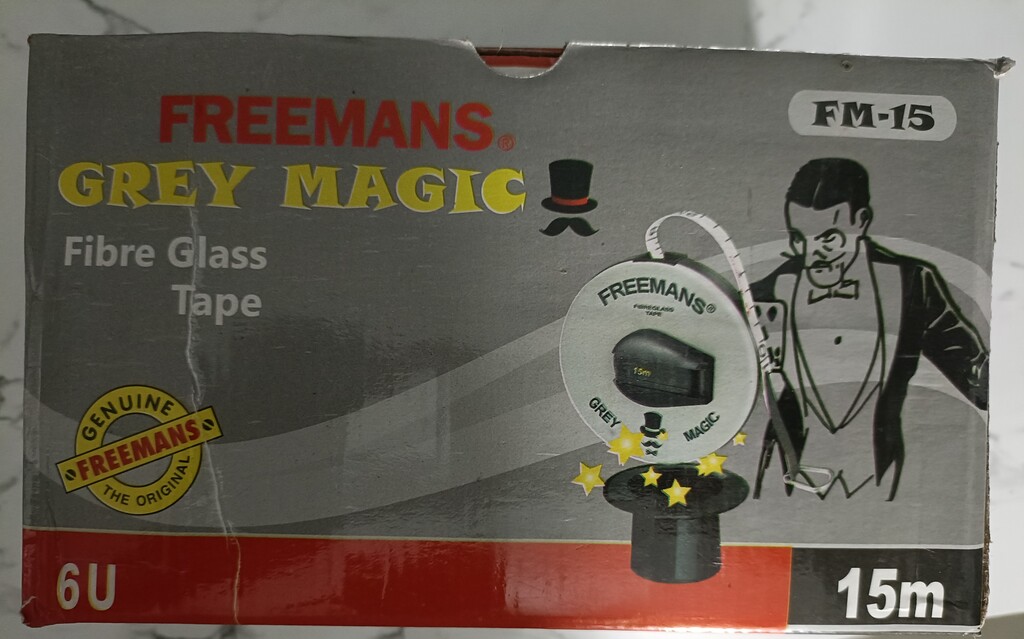 FREEMANS®
FM-15
GREY MAGIC
Fibre Glass
Tape
FREEMANS®
FIBREGLASS
TAPE
15m
GREY MAGIC
GENUINE
FREEMANS
THE ORIGINAL
6U
15m